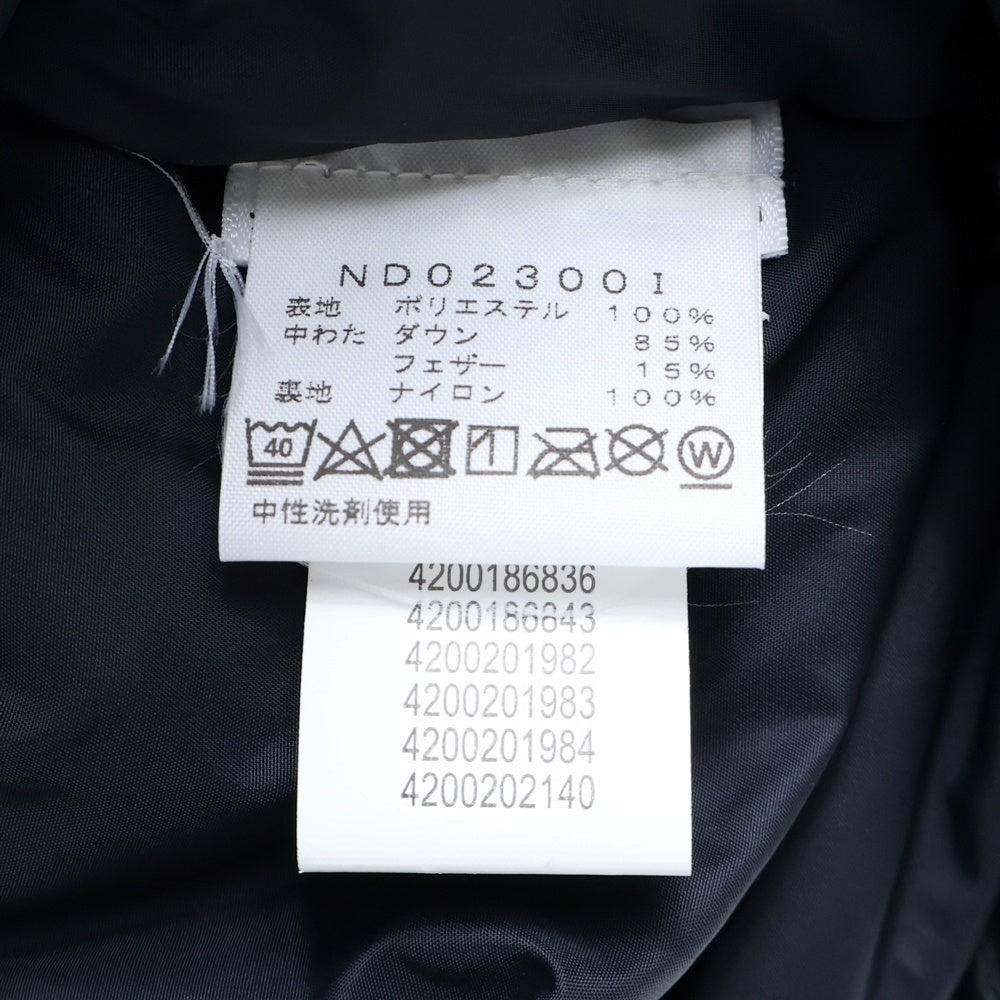 ND02300I
表地 ポリエステル 100%
中わた ダウン 85%
フェザー 15%
裏地 ナイロン 100%
40 W
中性洗剤使用
4200186836
4200186843
4200201982
4200201983
4200201984
4200202140